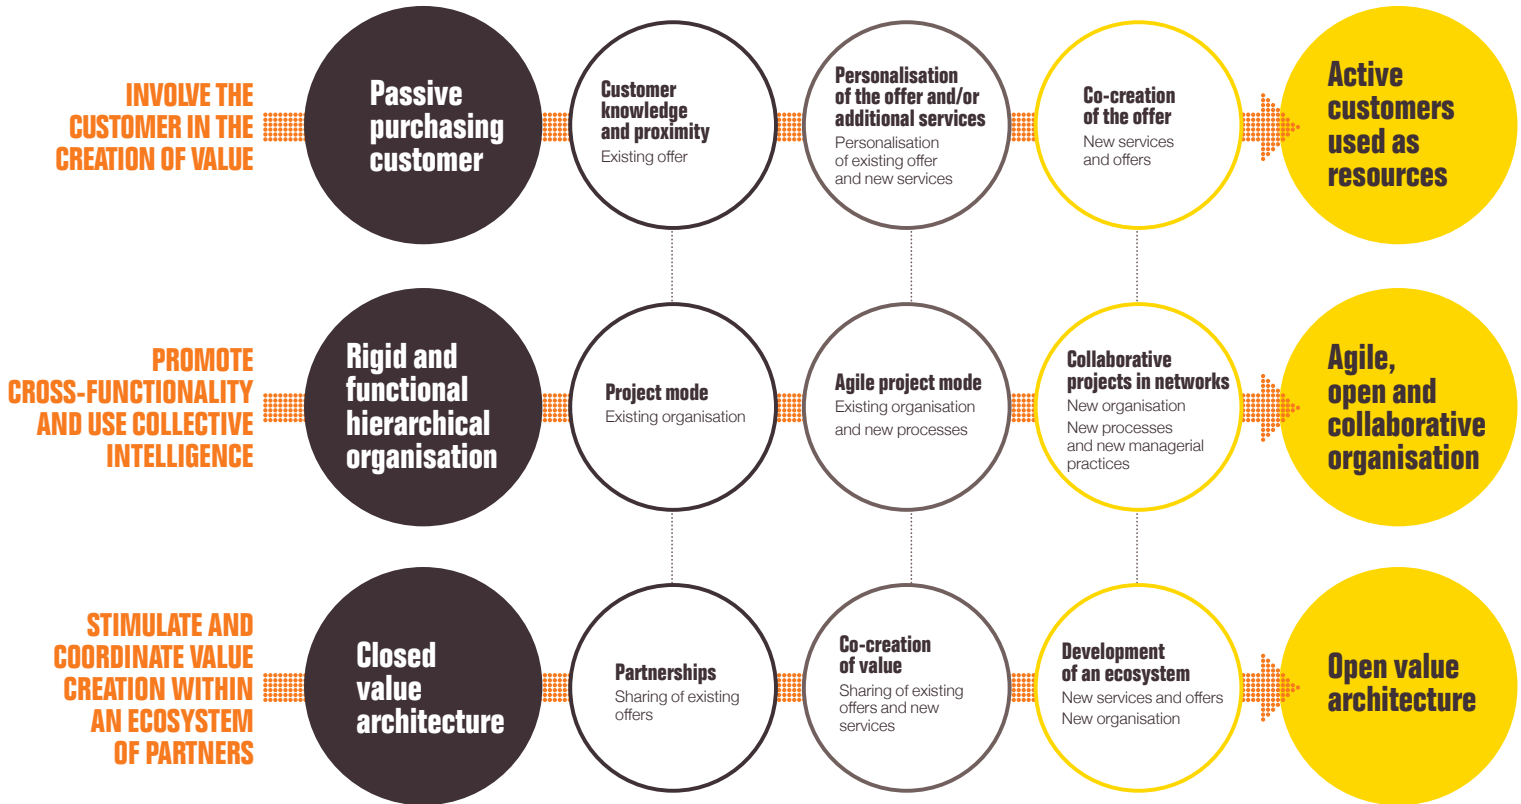 INVOLVE THE
CUSTOMER IN THE
CREATION OF VALUE
Passive
purchasing
customer
Customer
knowledge
and proximity
Existing offer
Personalisation
of the offer and/or
additional services
Personalisation
of existing offer
and new services
Co-creation
of the offer
New services
and offers
Active
customers
used as
resources
PROMOTE
CROSS-FUNCTIONALITY
AND USE COLLECTIVE
INTELLIGENCE
Rigid and
functional
hierarchical
organisation
Project mode
Existing organisation
Agile project mode
Existing organisation
and new processes
Collaborative
projects in networks
New organisation
New processes
and new managerial
practices
Agile,
open and
collaborative
organisation
STIMULATE AND
COORDINATE VALUE
CREATION WITHIN
AN ECOSYSTEM
OF PARTNERS
Closed
value
architecture
Partnerships
Sharing of existing
offers
Co-creation
of value
Sharing of existing
offers and new
services
Development
of an ecosystem
New services and offers
New organisation
Open value
architecture